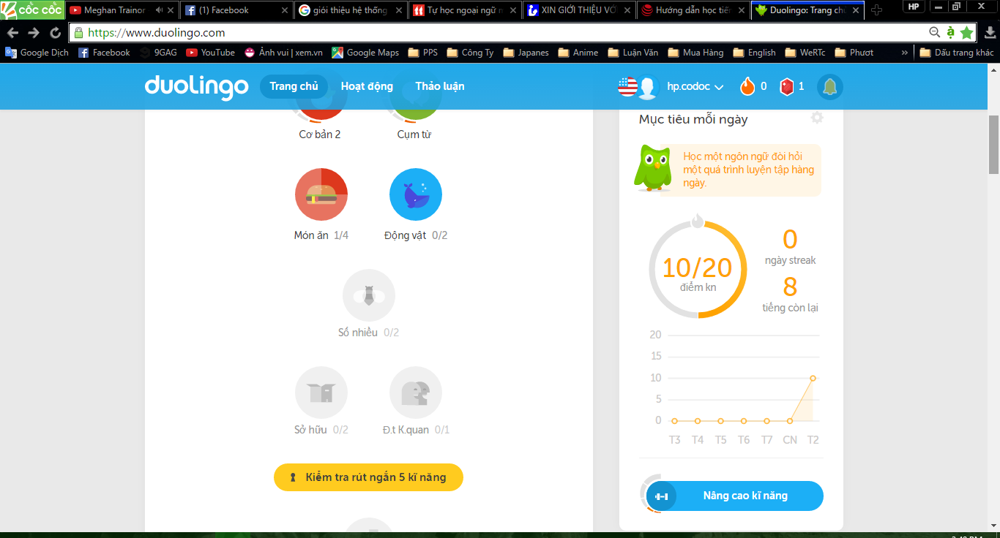 cốc cốc
Meghan Trainor
(1) Facebook
giói thiệu hệ thống
Tự học ngoại ngữ n
XIN GIỚI THIỆU VỚ
Hướng dẫn học tiến
Duolingo: Trang ch
HP
https://www.duolingo.com
Google Dịch
Facebook
9GAG
YouTube
Ảnh vui | xem.vn
Google Maps
PPS
Công Ty
Japanes
Anime
Luận Văn
Mua Hàng
English
WeRTc
Phượt
»
Dấu trang khác
duolingo
Trang chủ
Hoạt động
Thảo luận
hp.codoc
0
1
Cơ bản 2
Cụm từ
Món ăn 1/4
Động vật 0/2
Số nhiều 0/2
Sở hữu 0/2
Đ.t K.quan 0/1
Kiểm tra rút ngắn 5 kĩ năng
Mục tiêu mỗi ngày
Học một ngôn ngữ đòi hỏi
một quá trình luyện tập hàng
ngày.
10/20
điểm kn
0
ngày streak
8
tiếng còn lại
20
15
10
5
0
T3 T4 T5 T6 T7 CN T2
Nâng cao kĩ năng